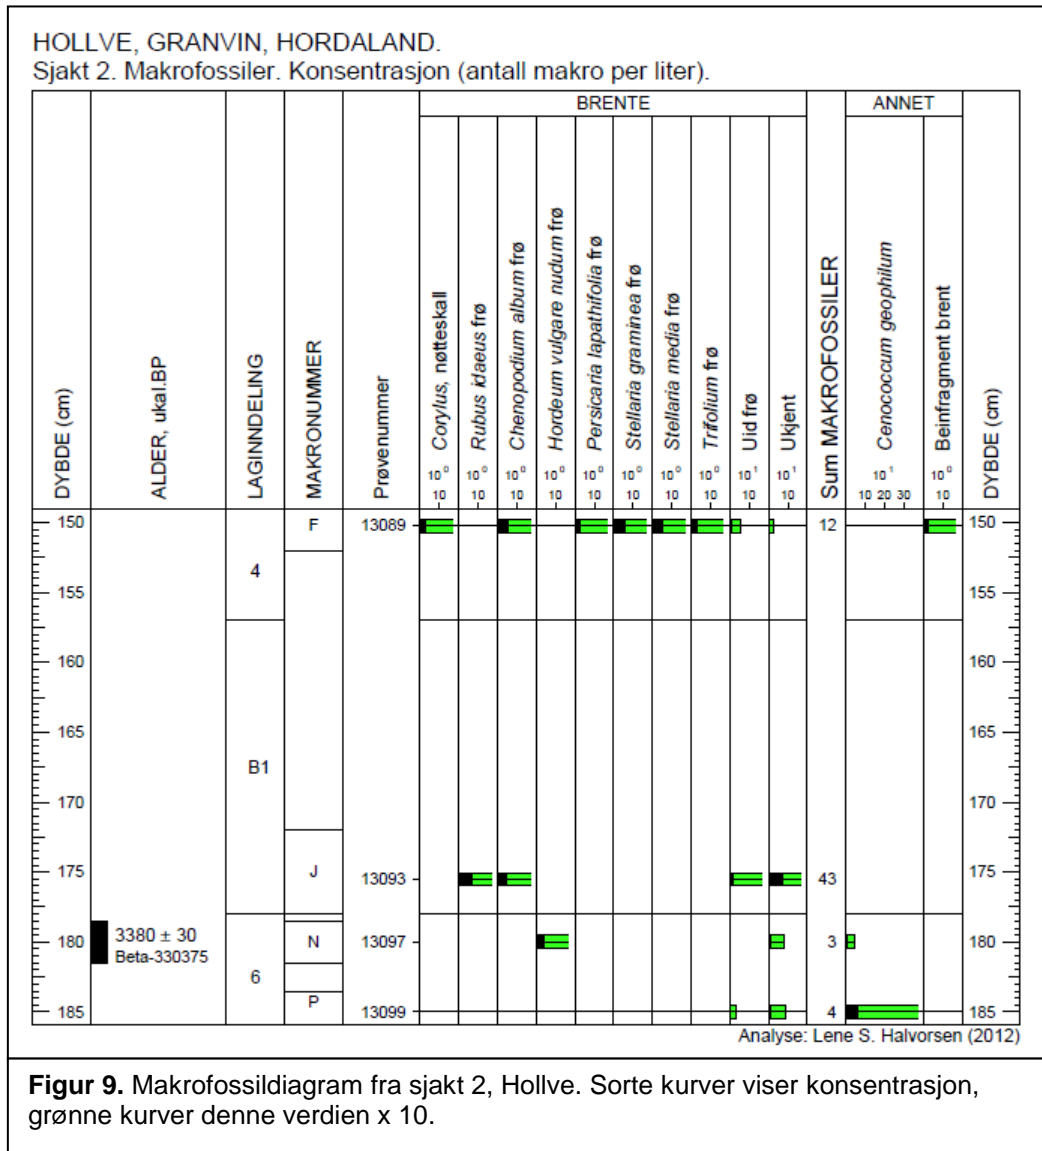 HOLLVE, GRANVIN, HORDALAND.
Sjakt 2. Makrofossiler. Konsentrasjon (antall makro per liter).
BRENTE ANNET
DYBDE (cm)
ALDER, ukal.BP
LAGINNDELING
MAKRONUMMER
Prøvenummer
Corylus, nøtteskall
Rubus idaeus frø
Chenopodium album frø
Hordeum vulgare nudum frø
Persicaria lapathifolia frø
Stellaria graminea frø
Stellaria media frø
Trifolium frø
Uid frø
Ukjent
Sum MAKROFOSSILER
Cenococcum geophilum
Beinfragment brent
DYBDE (cm)
10⁰ 10⁰ 10⁰ 10⁰ 10⁰ 10⁰ 10⁰ 10⁰ 10¹ 10¹ 10¹ 10⁰
10 10 10 10 10 10 10 10 10 10 10 20 30 10
150 F 13089 12 150
4
155 155
160 160
165 165
B1
170 170
175 J 13093 43 175
3380 ± 30
180 N 13097 3 180
Beta-330375
6
P
185 13099 4 185
Analyse: Lene S. Halvorsen (2012)
Figur 9. Makrofossildiagram fra sjakt 2, Hollve. Sorte kurver viser konsentrasjon,
grønne kurver denne verdien x 10.